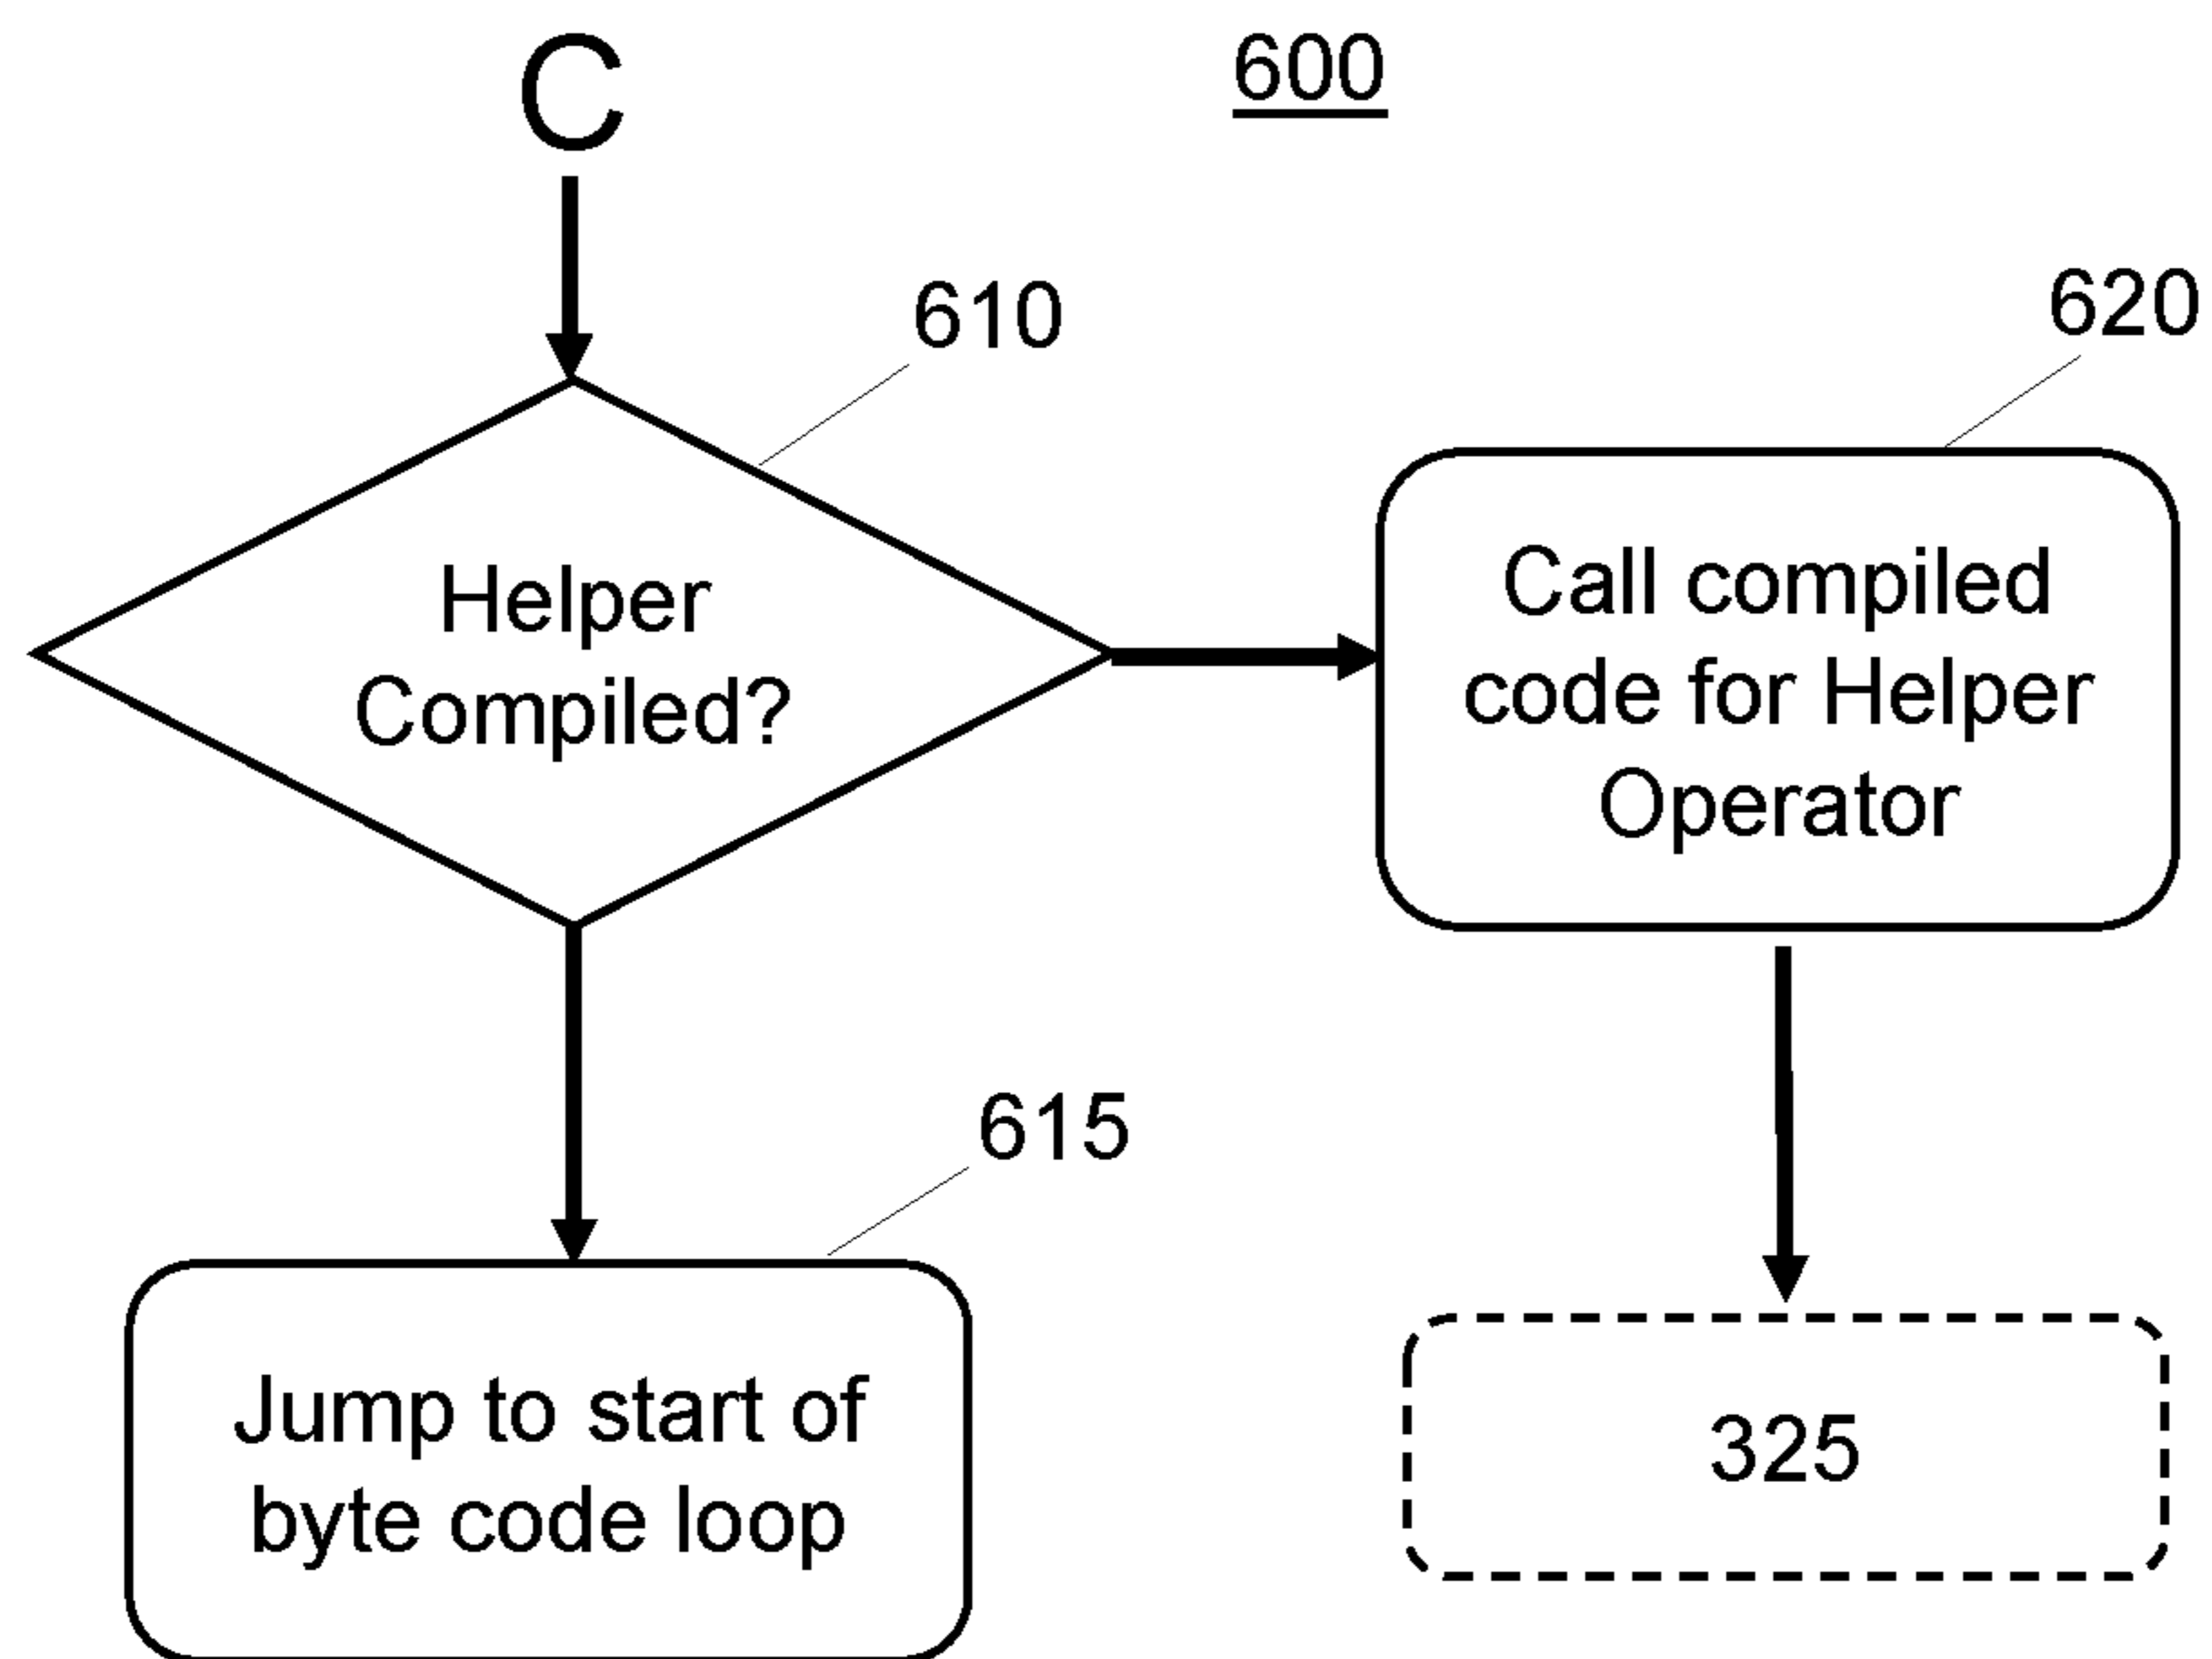 C
600
610
620
Helper
Compiled?
Call compiled
code for Helper
Operator
615
Jump to start of
byte code loop
325